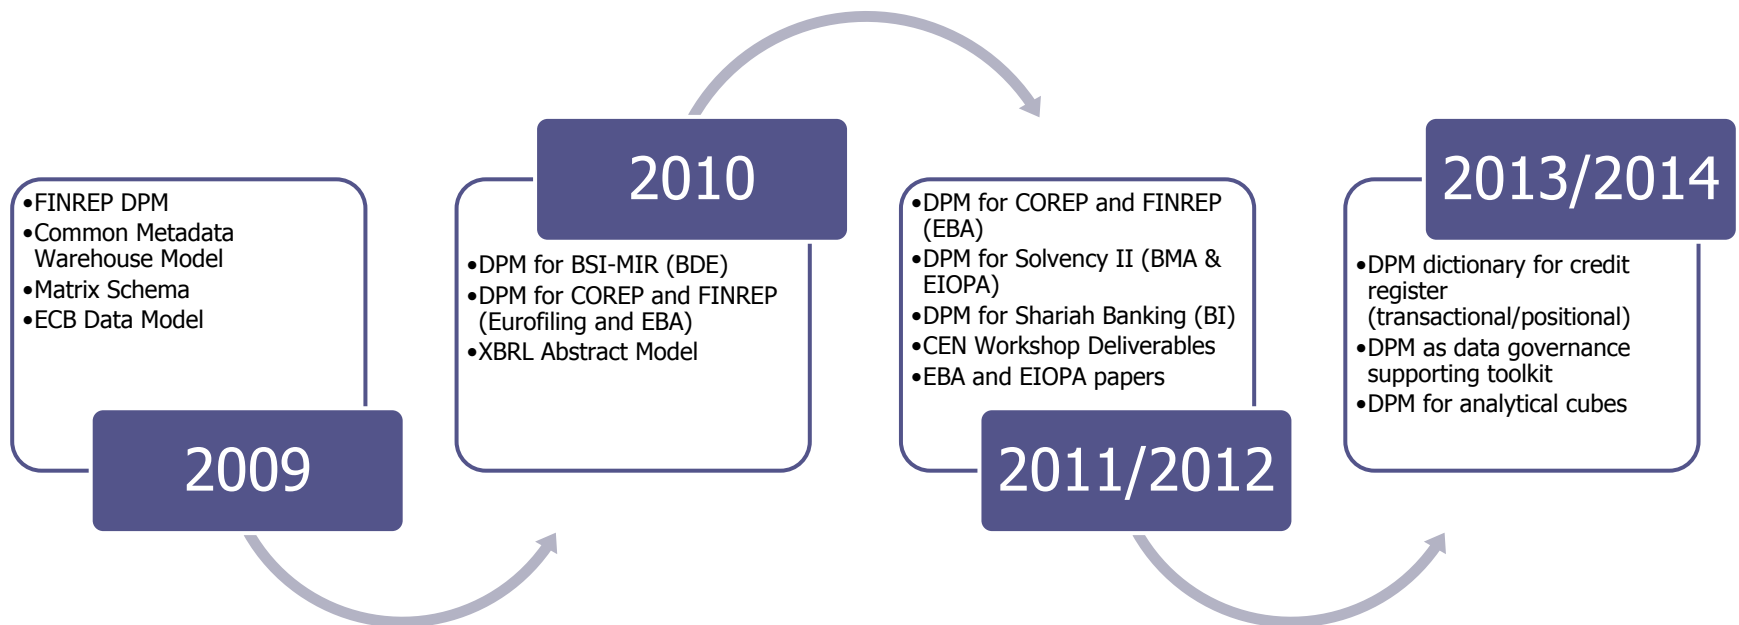 •FINREP DPM
•Common Metadata
Warehouse Model
•Matrix Schema
•ECB Data Model
2009
2010
•DPM for BSI-MIR (BDE)
•DPM for COREP and FINREP
(Eurofiling and EBA)
•XBRL Abstract Model
•DPM for COREP and FINREP
(EBA)
•DPM for Solvency II (BMA &
EIOPA)
•DPM for Shariah Banking (BI)
•CEN Workshop Deliverables
•EBA and EIOPA papers
2011/2012
2013/2014
•DPM dictionary for credit
register
(transactional/positional)
•DPM as data governance
supporting toolkit
•DPM for analytical cubes